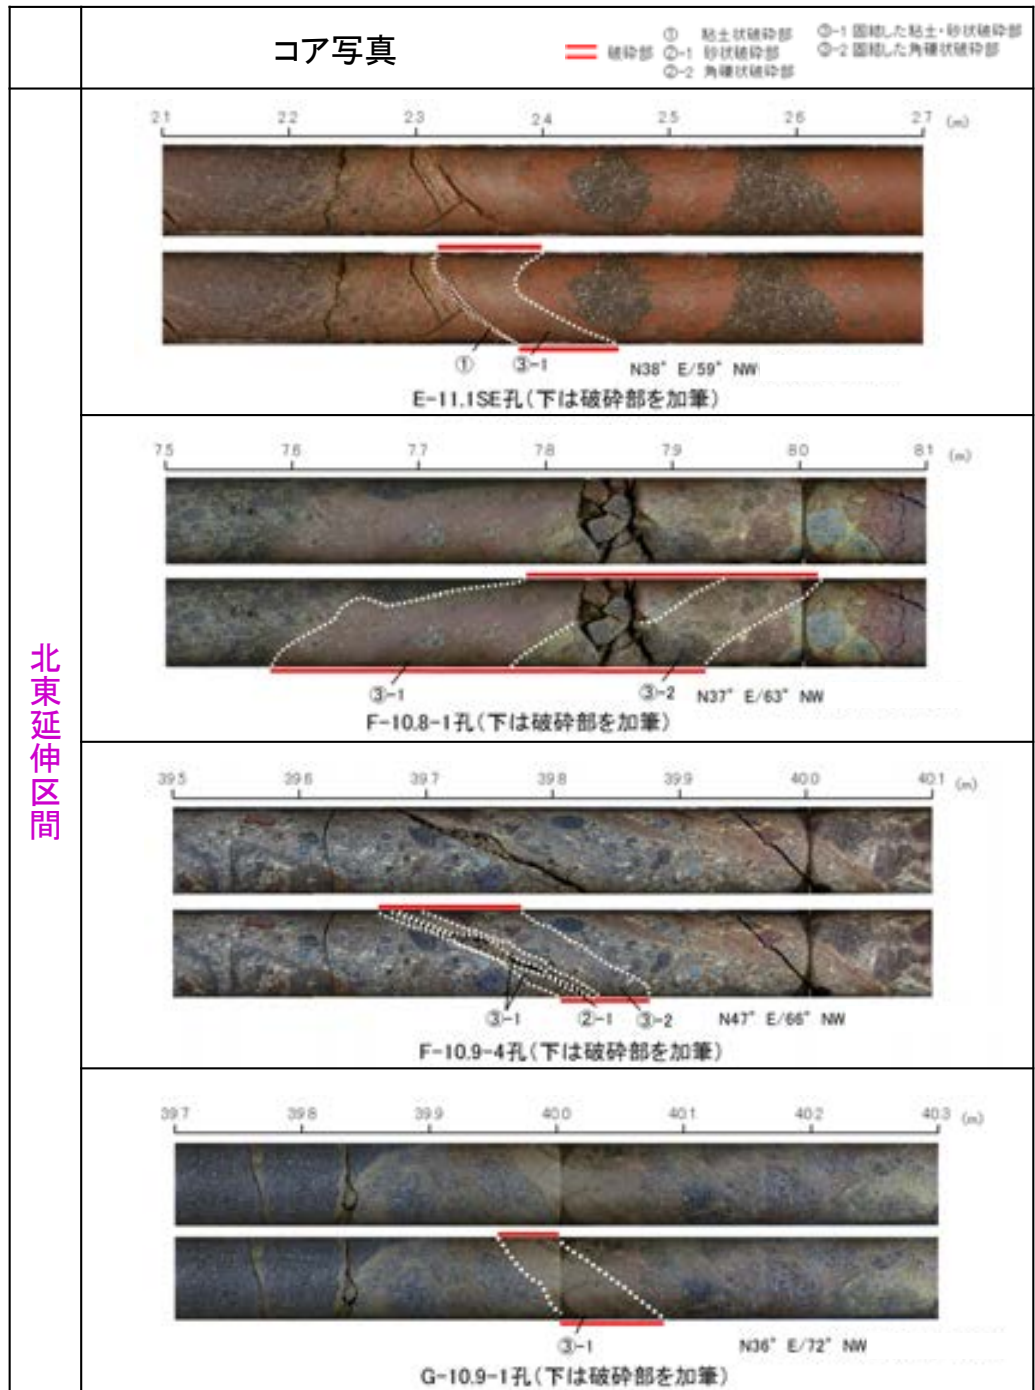 コア写真
破砕部
① 粘土状破砕部
②-1 砂状破砕部
②-2 角礫状破砕部
③-1 固結した粘土・砂状破砕部
③-2 固結した角礫状破砕部
北東延伸区間
2.1 2.2 2.3 2.4 2.5 2.6 2.7 (m)
① ③-1 N38° E/59° NW
E-11.1SE孔(下は破砕部を加筆)
7.5 7.6 7.7 7.8 7.9 8.0 8.1 (m)
③-1 ③-2 N37° E/63° NW
F-10.8-1孔(下は破砕部を加筆)
39.5 39.6 39.7 39.8 39.9 40.0 40.1 (m)
③-1 ②-1 ③-2 N47° E/66° NW
F-10.9-4孔(下は破砕部を加筆)
39.7 39.8 39.9 40.0 40.1 40.2 40.3 (m)
③-1 N36° E/72° NW
G-10.9-1孔(下は破砕部を加筆)